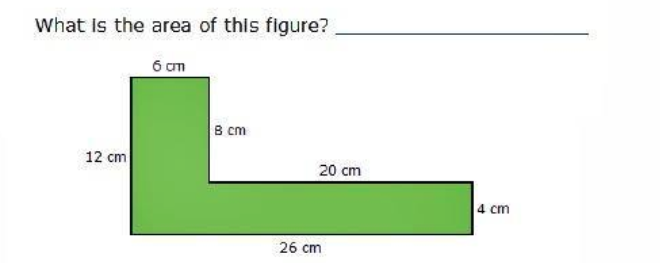 What is the area of this figure?
6 cm
8 cm
12 cm
20 cm
4 cm
26 cm